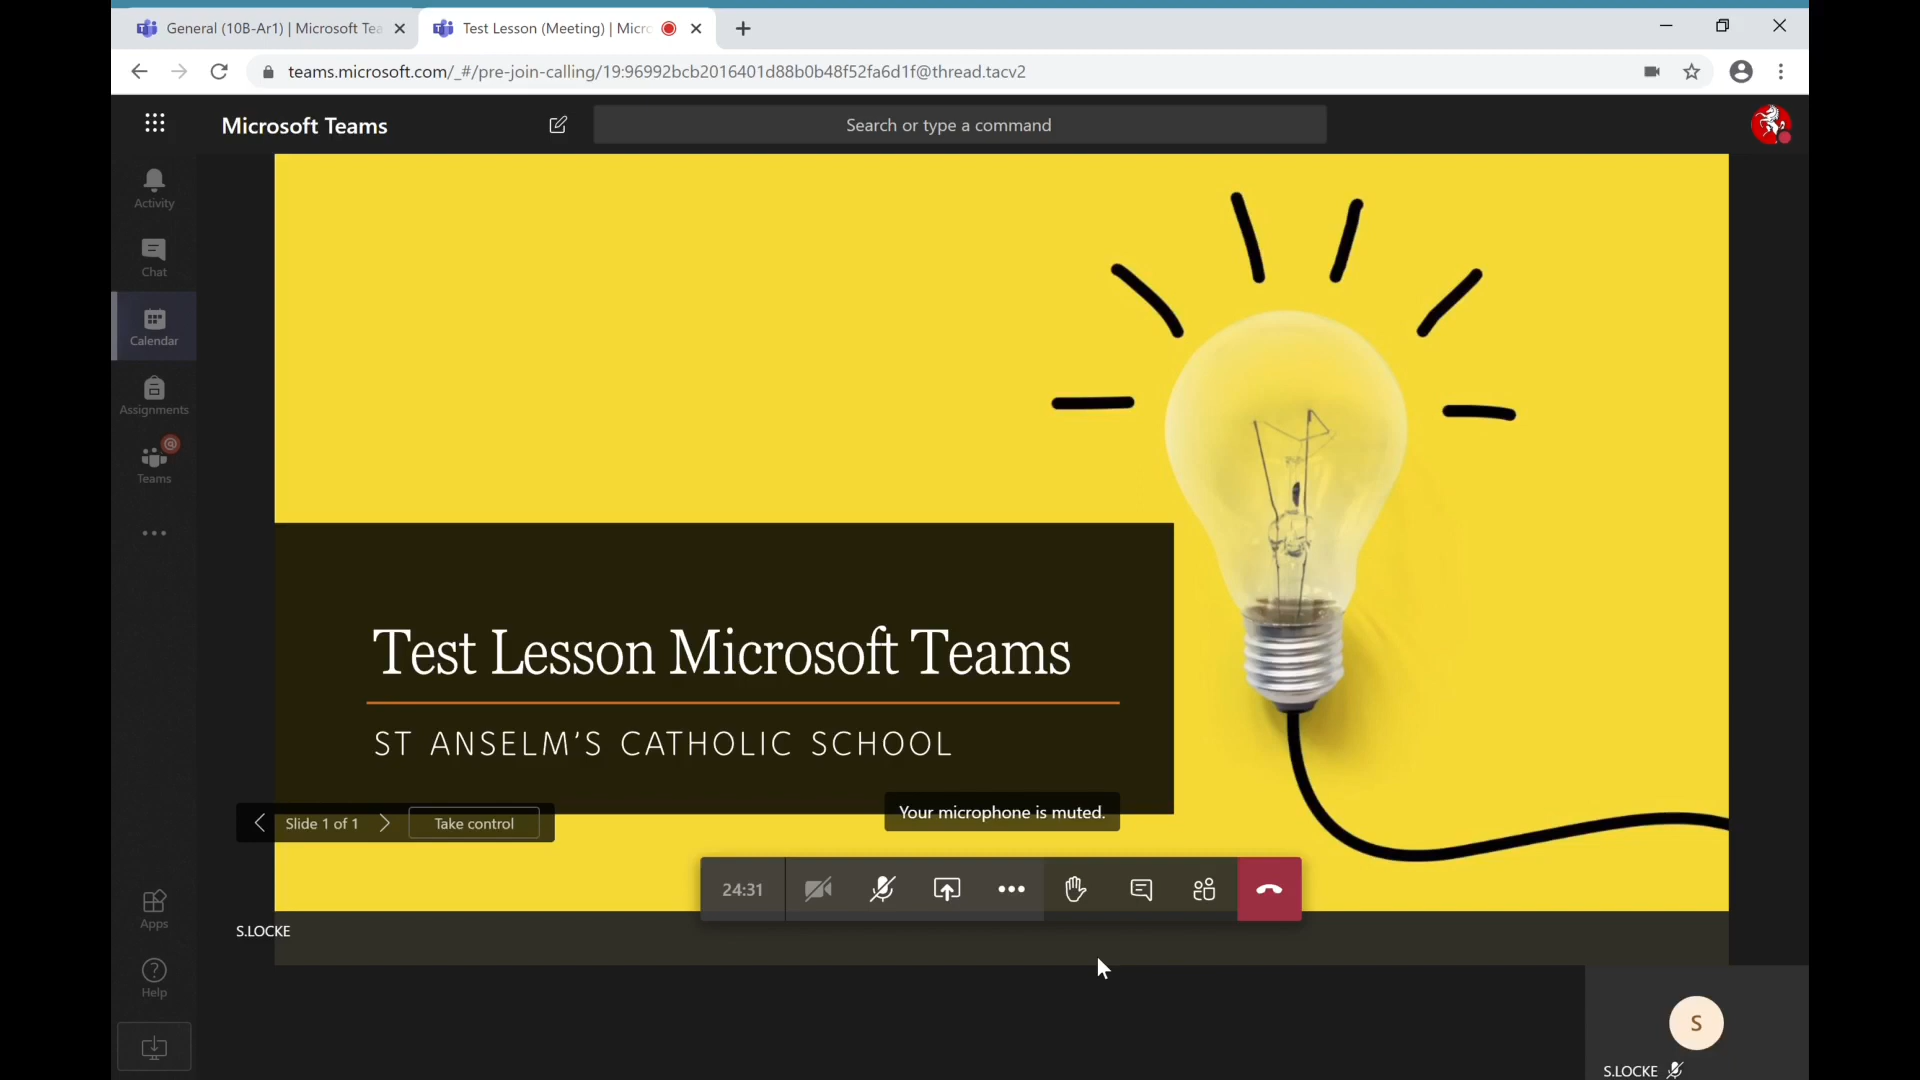 General (10B-Ar1) | Microsoft Tea
Test Lesson (Meeting) | Micro
teams.microsoft.com/_#/pre-join-calling/19:96992bcb2016401d88b0b48f52fa6d1f@thread.tacv2
Microsoft Teams
Search or type a command
Activity
Chat
Calendar
Assignments
Teams
Test Lesson Microsoft Teams
ST ANSELM'S CATHOLIC SCHOOL
Your microphone is muted.
Slide 1 of 1
Take control
24:31
Apps
S.LOCKE
Help
S
S.LOCKE